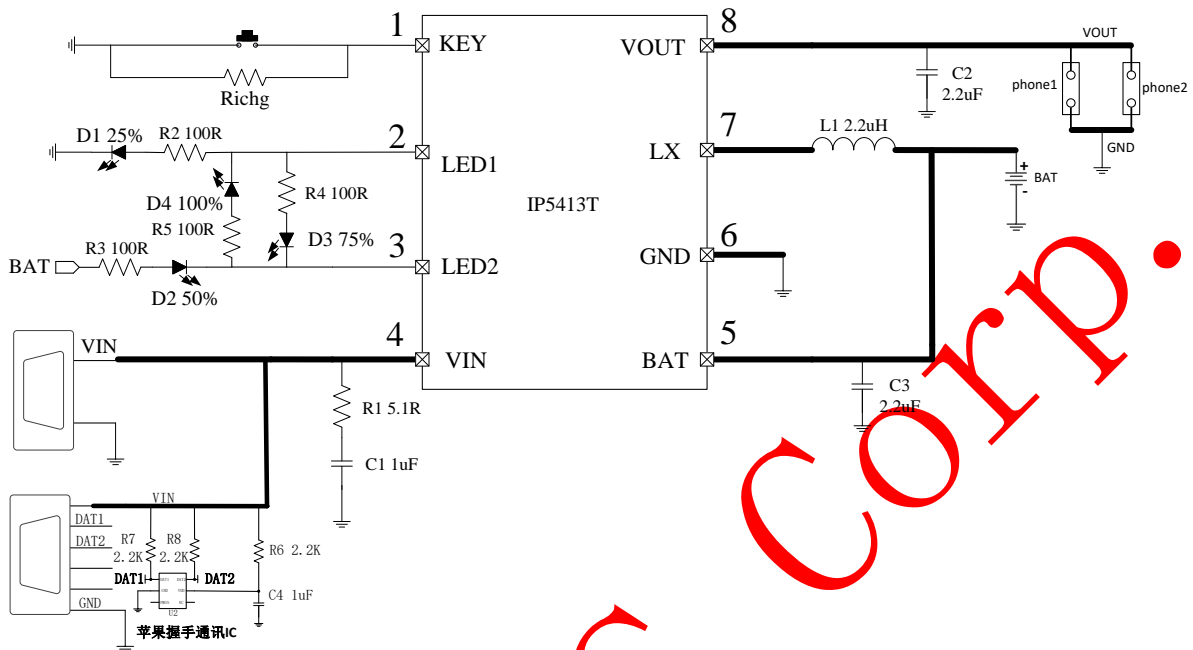 1
KEY
Richg
8
VOUT
VOUT
C2
2.2uF
phone1
phone2
GND
D1 25%
R2 100R
2
LED1
D4 100%
R5 100R
R4 100R
D3 75%
BAT
R3 100R
D2 50%
3
LED2
IP5413T
7
LX
L1 2.2uH
+
BAT
-
6
GND
5
BAT
C3
2.2uF
VIN
4
VIN
R1 5.1R
C1 1uF
VIN
DAT1
DAT2
GND
R7
2.2K
R8
2.2K
R6 2.2K
DAT1
DAT2
U2
C4 1uF
苹果握手通讯IC
Corp.